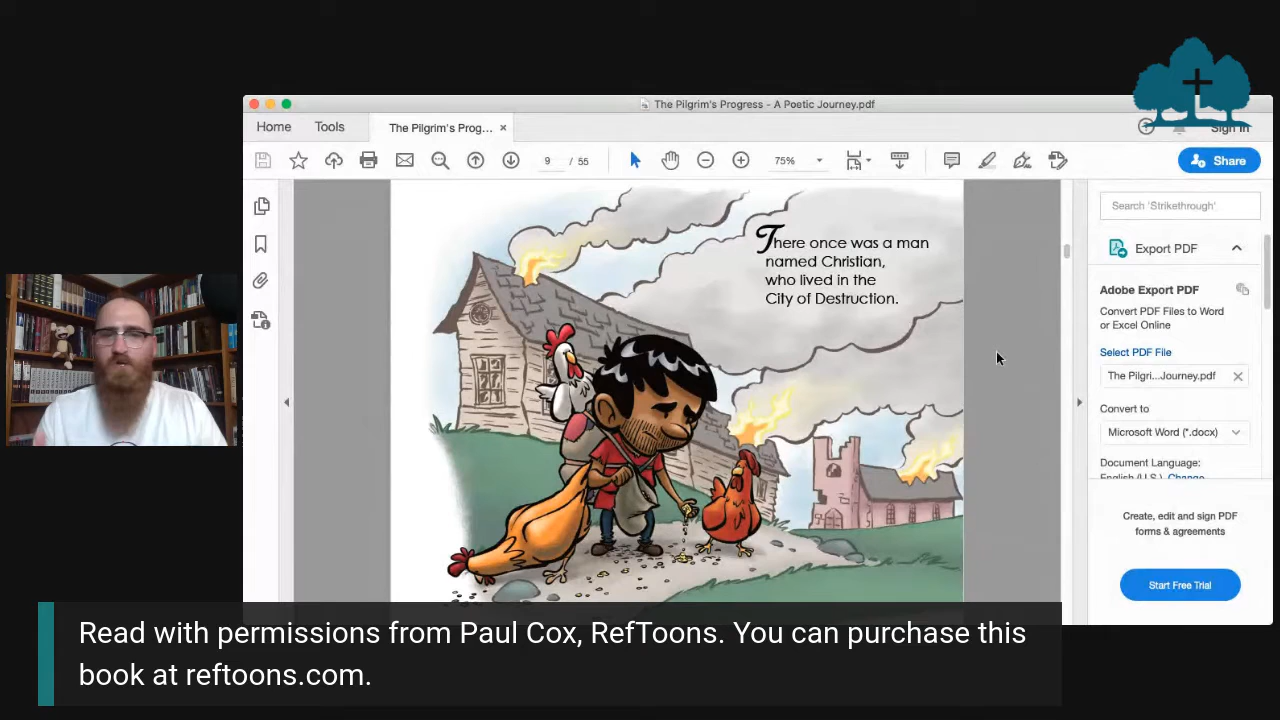 The Pilgrim's Progress - A Poetic Journey.pdf
Home
Tools
The Pilgrim's Prog... ×
Sign In
9 / 55
75%
Share
Search 'Strikethrough'
Export PDF
Adobe Export PDF
Convert PDF Files to Word
or Excel Online
Select PDF File
The Pilgri...Journey.pdf
Convert to
Microsoft Word (*.docx)
Document Language:
English (U.S.) Change
Create, edit and sign PDF
forms & agreements
Start Free Trial
There once was a man
named Christian,
who lived in the
City of Destruction.
Read with permissions from Paul Cox, RefToons. You can purchase this
book at reftoons.com.